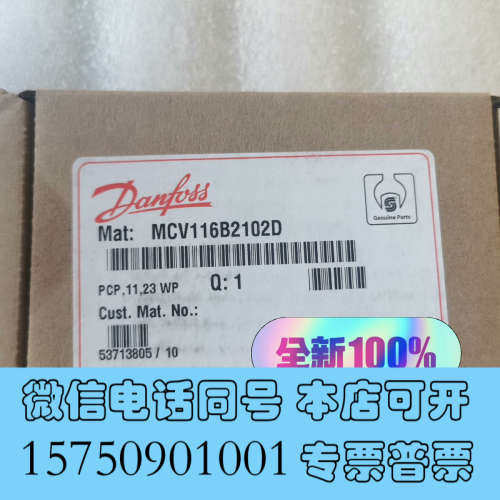 Danfoss
Genuine Parts
Mat: MCV116B2102D
PCP.11,23 WP
Q: 1
Cust. Mat. No.:
53713805 / 10
全新100%
微信电话同号 本店可开
15750901001 专票普票